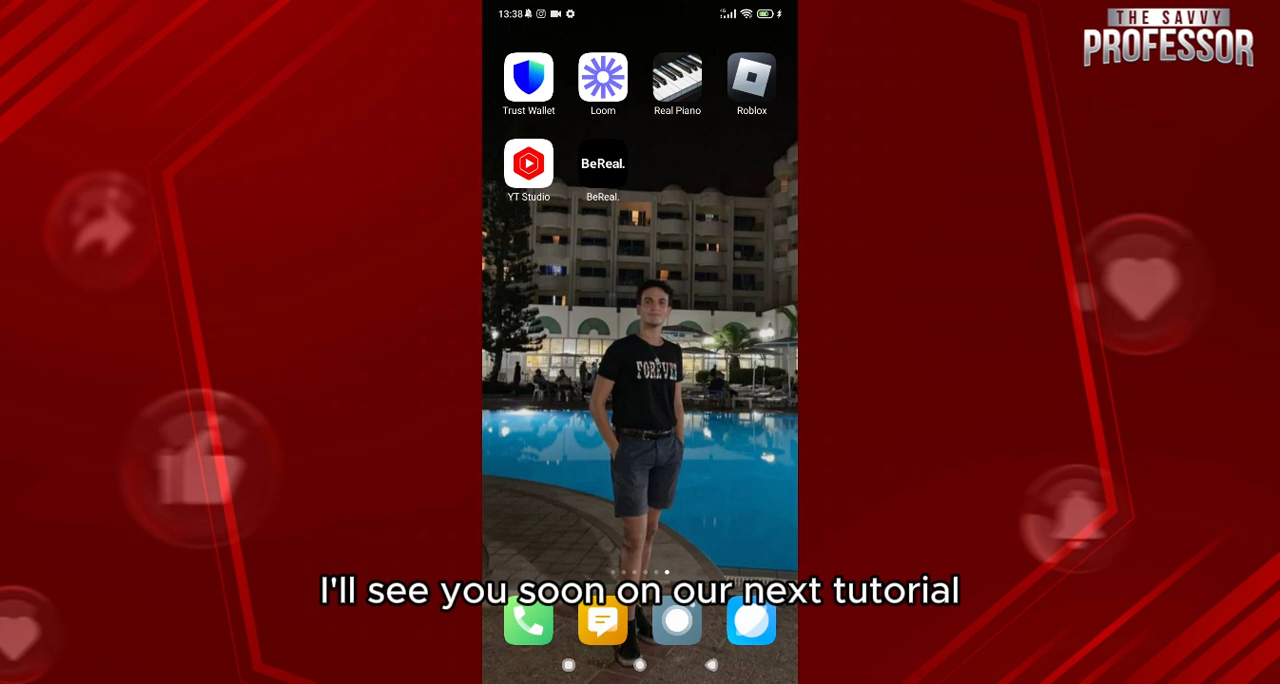 13:38
THE SAVVY
PROFESSOR
Trust Wallet
Loom
Real Piano
Roblox
BeReal.
YT Studio
BeReal.
FOREVER
I'll see you soon on our next tutorial